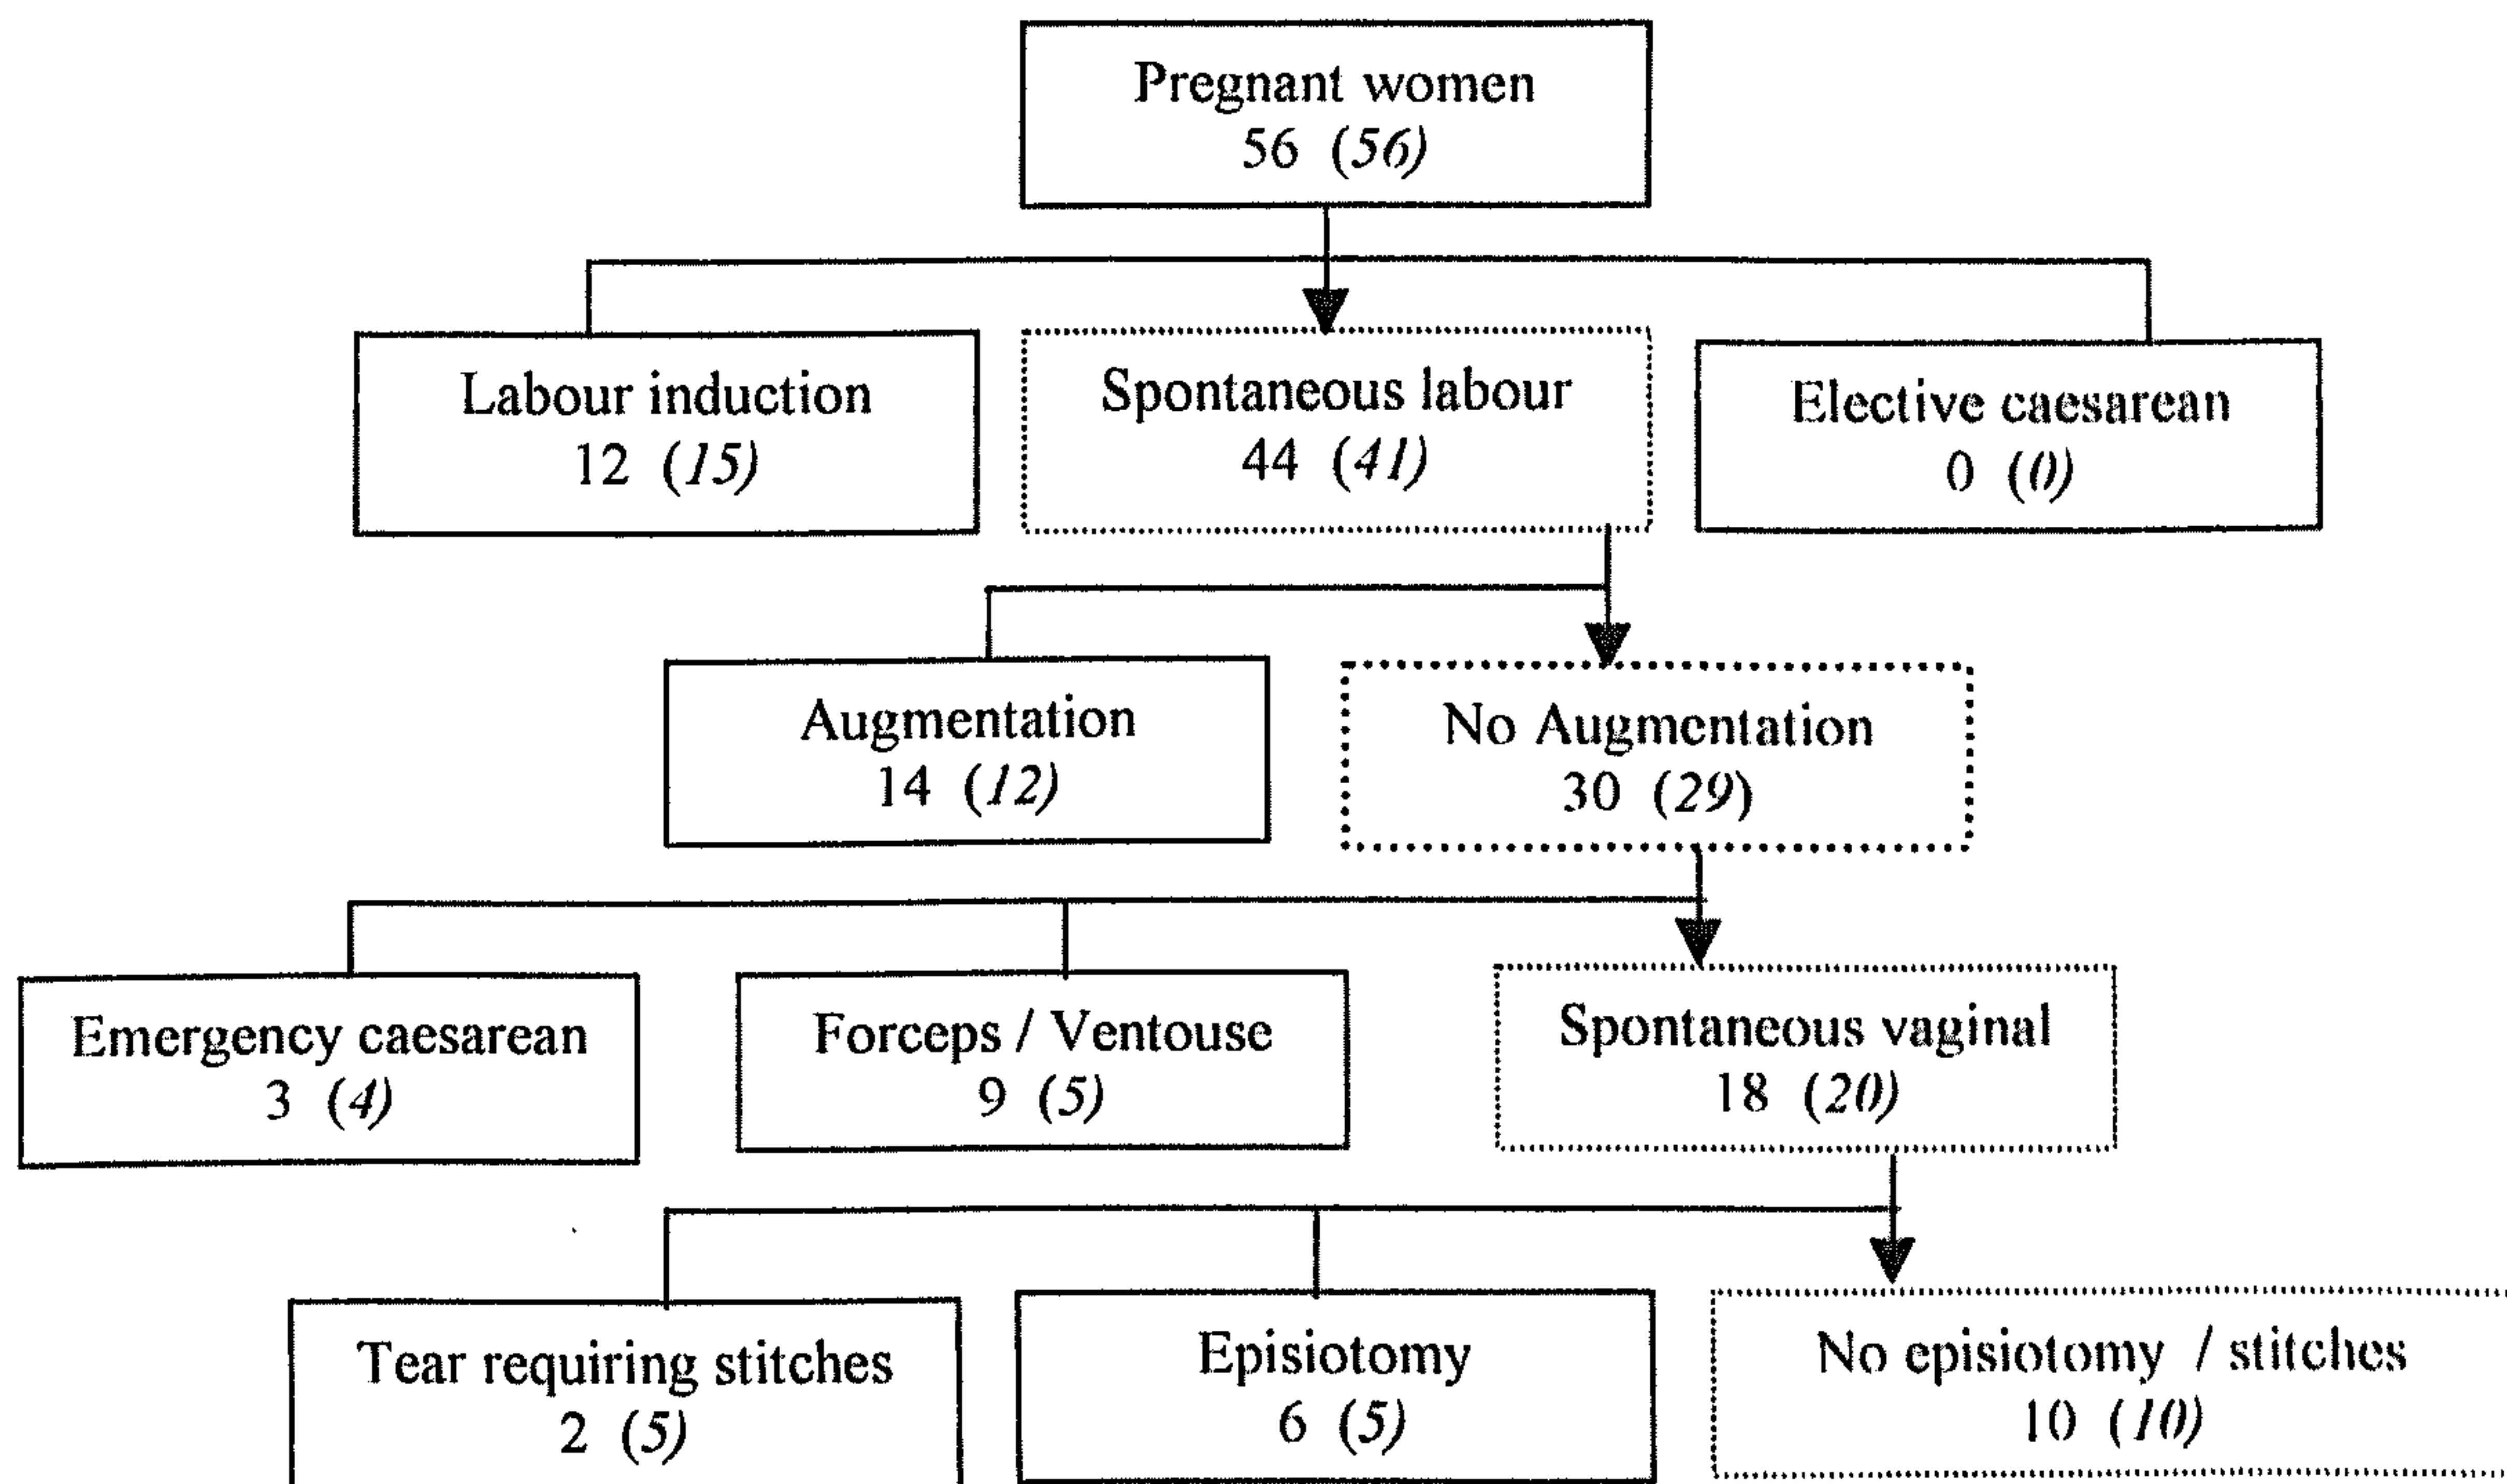 Pregnant women
56 (56)
Labour induction
12 (15)
Spontaneous labour
44 (41)
Elective caesarean
0 (0)
Augmentation
14 (12)
No Augmentation
30 (29)
Emergency caesarean
3 (4)
Forceps / Ventouse
9 (5)
Spontaneous vaginal
18 (20)
Tear requiring stitches
2 (5)
Episiotomy
6 (5)
No episiotomy / stitches
10 (10)